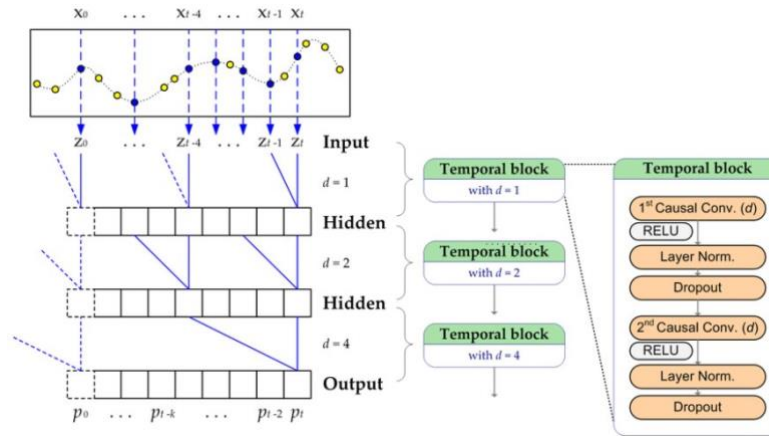 x₀ . . . xₜ₋₄ . . . xₜ₋₁ xₜ
z₀ . . . zₜ₋₄ . . . zₜ₋₁ zₜ
Input
d = 1
Hidden
d = 2
Hidden
d = 4
Output
p₀ . . . pₜ₋ₖ . . . pₜ₋₂ pₜ
Temporal block
with d = 1
Temporal block
with d = 2
Temporal block
with d = 4
Temporal block
1st Causal Conv. (d)
RELU
Layer Norm.
Dropout
2nd Causal Conv. (d)
RELU
Layer Norm.
Dropout